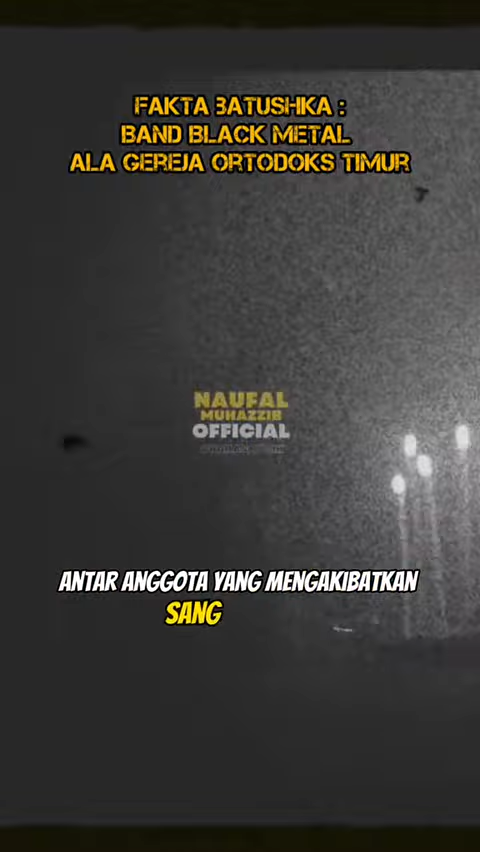 FAKTA BATUSHKA :
BAND BLACK METAL
ALA GEREJA ORTODOKS TIMUR
NAUFAL
MUHAZZIB
OFFICIAL
ANTAR ANGGOTA YANG MENGAKIBATKAN
SANG